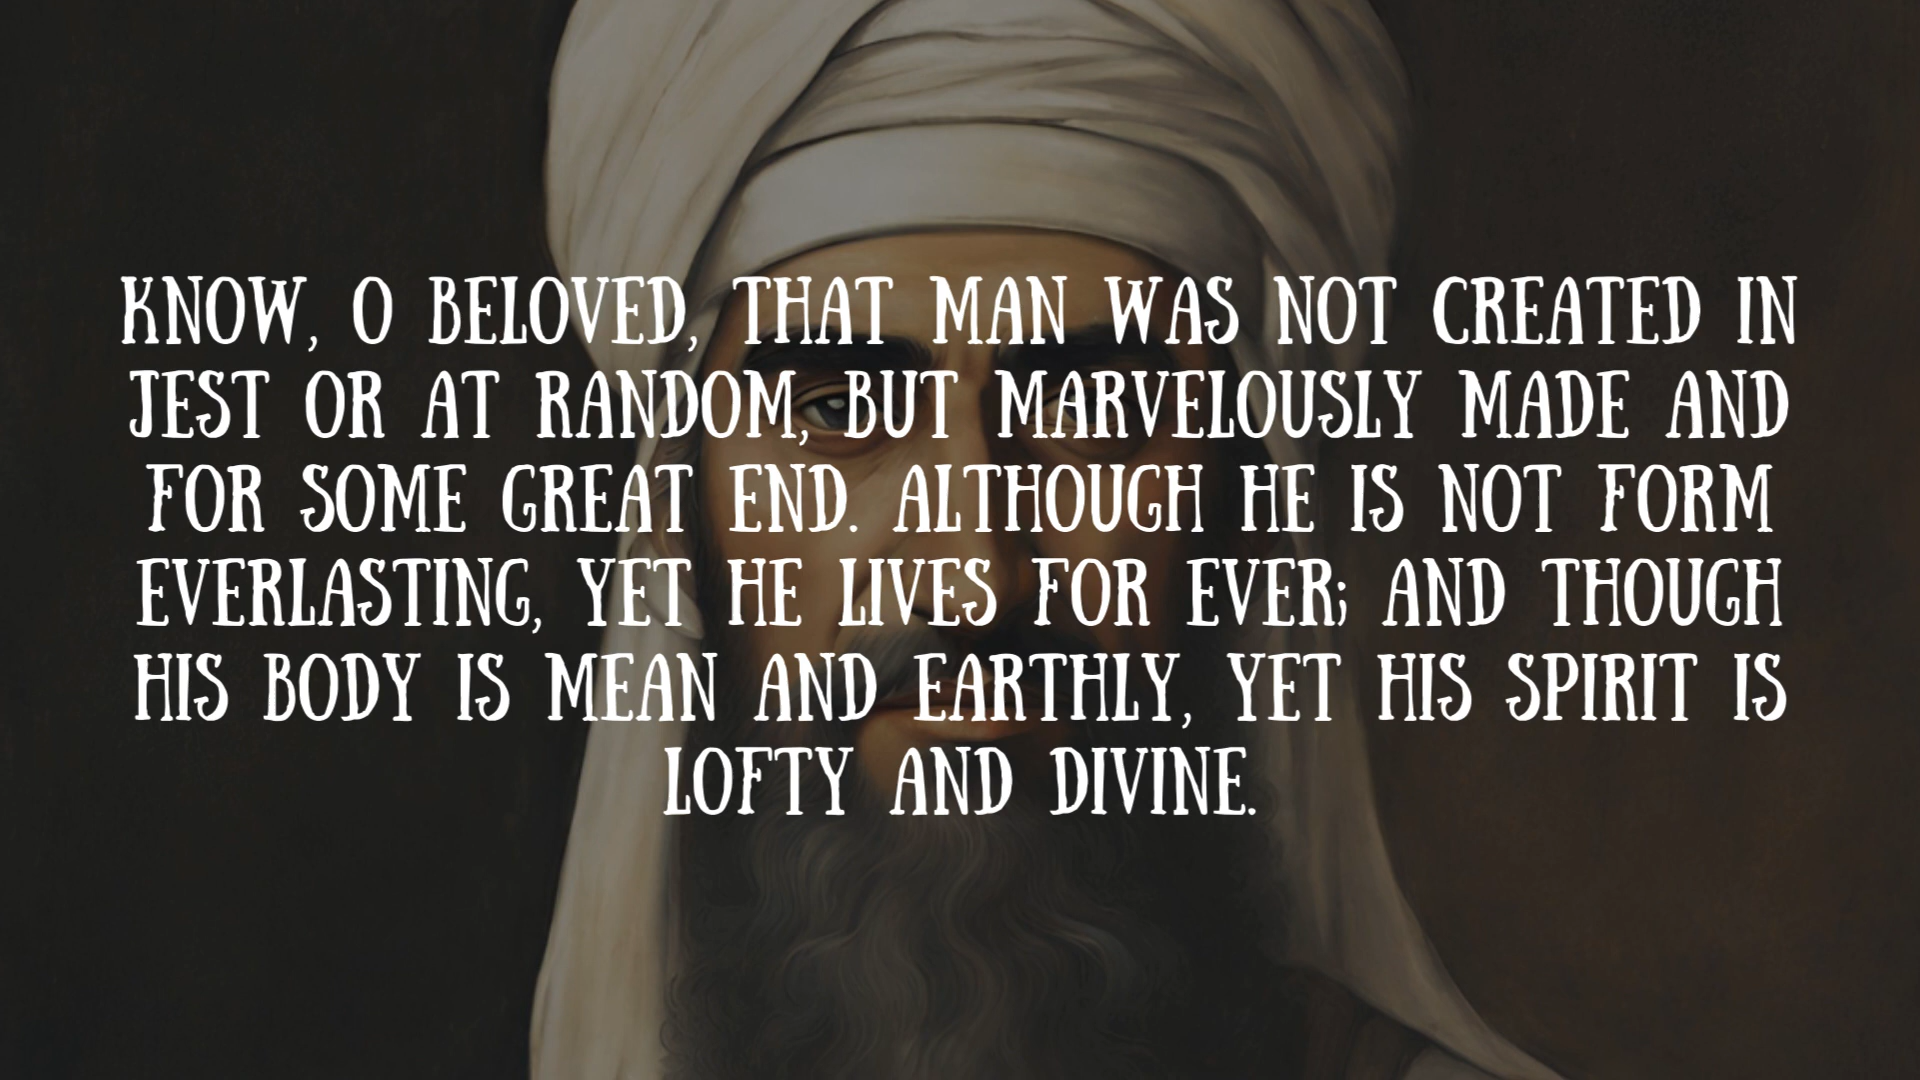 KNOW, O BELOVED, THAT MAN WAS NOT CREATED IN
JEST OR AT RANDOM, BUT MARVELOUSLY MADE AND
FOR SOME GREAT END. ALTHOUGH HE IS NOT FORM
EVERLASTING, YET HE LIVES FOR EVER; AND THOUGH
HIS BODY IS MEAN AND EARTHLY, YET HIS SPIRIT IS
LOFTY AND DIVINE.